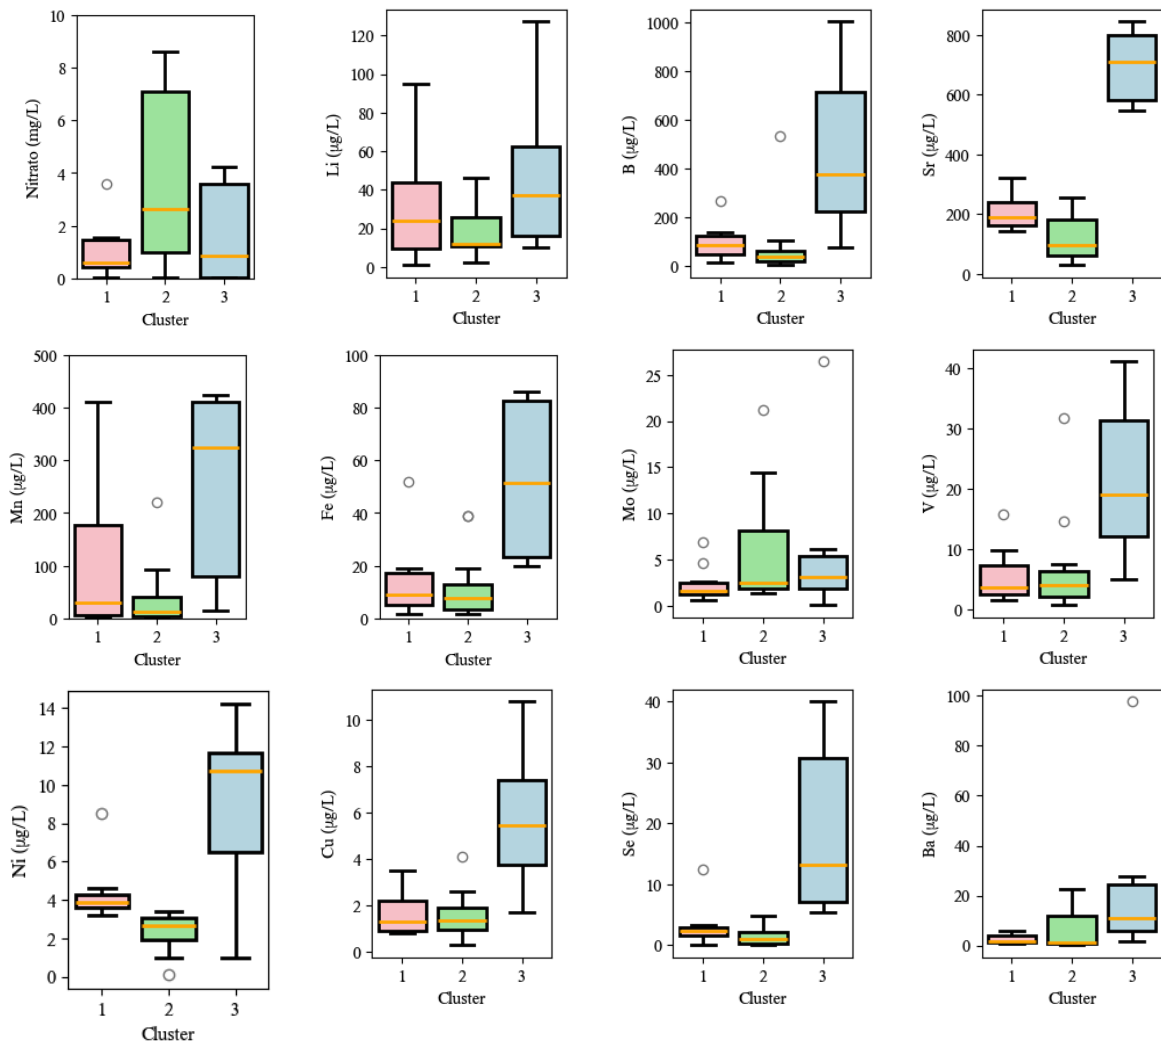 Nitrato (mg/L)
10
8
6
4
2
0
1 2 3
Cluster
Li (μg/L)
120
100
80
60
40
20
0
1 2 3
Cluster
B (μg/L)
1000
800
600
400
200
0
1 2 3
Cluster
Sr (μg/L)
800
600
400
200
0
1 2 3
Cluster
Mn (μg/L)
500
400
300
200
100
0
1 2 3
Cluster
Fe (μg/L)
100
80
60
40
20
0
1 2 3
Cluster
Mo (μg/L)
25
20
15
10
5
0
1 2 3
Cluster
V (μg/L)
40
30
20
10
0
1 2 3
Cluster
Ni (μg/L)
14
12
10
8
6
4
2
0
1 2 3
Cluster
Cu (μg/L)
10
8
6
4
2
0
1 2 3
Cluster
Se (μg/L)
40
30
20
10
0
1 2 3
Cluster
Ba (μg/L)
100
80
60
40
20
0
1 2 3
Cluster